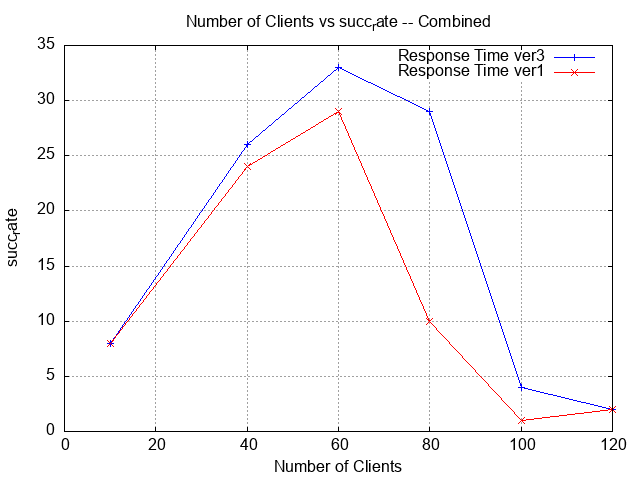 Number of Clients vs succrate -- Combined
Response Time ver3
Response Time ver1
35
30
25
20
15
10
5
0
succrate
0 20 40 60 80 100 120
Number of Clients